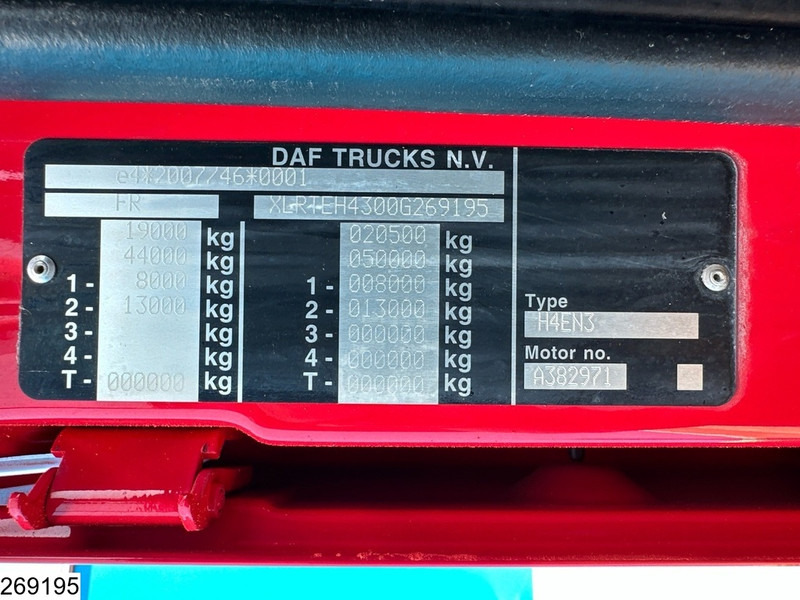 DAF TRUCKS N.V.
e4*2007/46*0001
FR XLRTEH4300G269195
19000 kg 020500 kg
44000 kg 050000 kg
1- 8000 kg 1- 008000 kg
2- 13000 kg 2- 013000 kg
3- kg 3- 000000 kg
4- kg 4- 000000 kg
T- 000000 kg T- 000000 kg
Type
H4EN3
Motor no.
A382971
269195